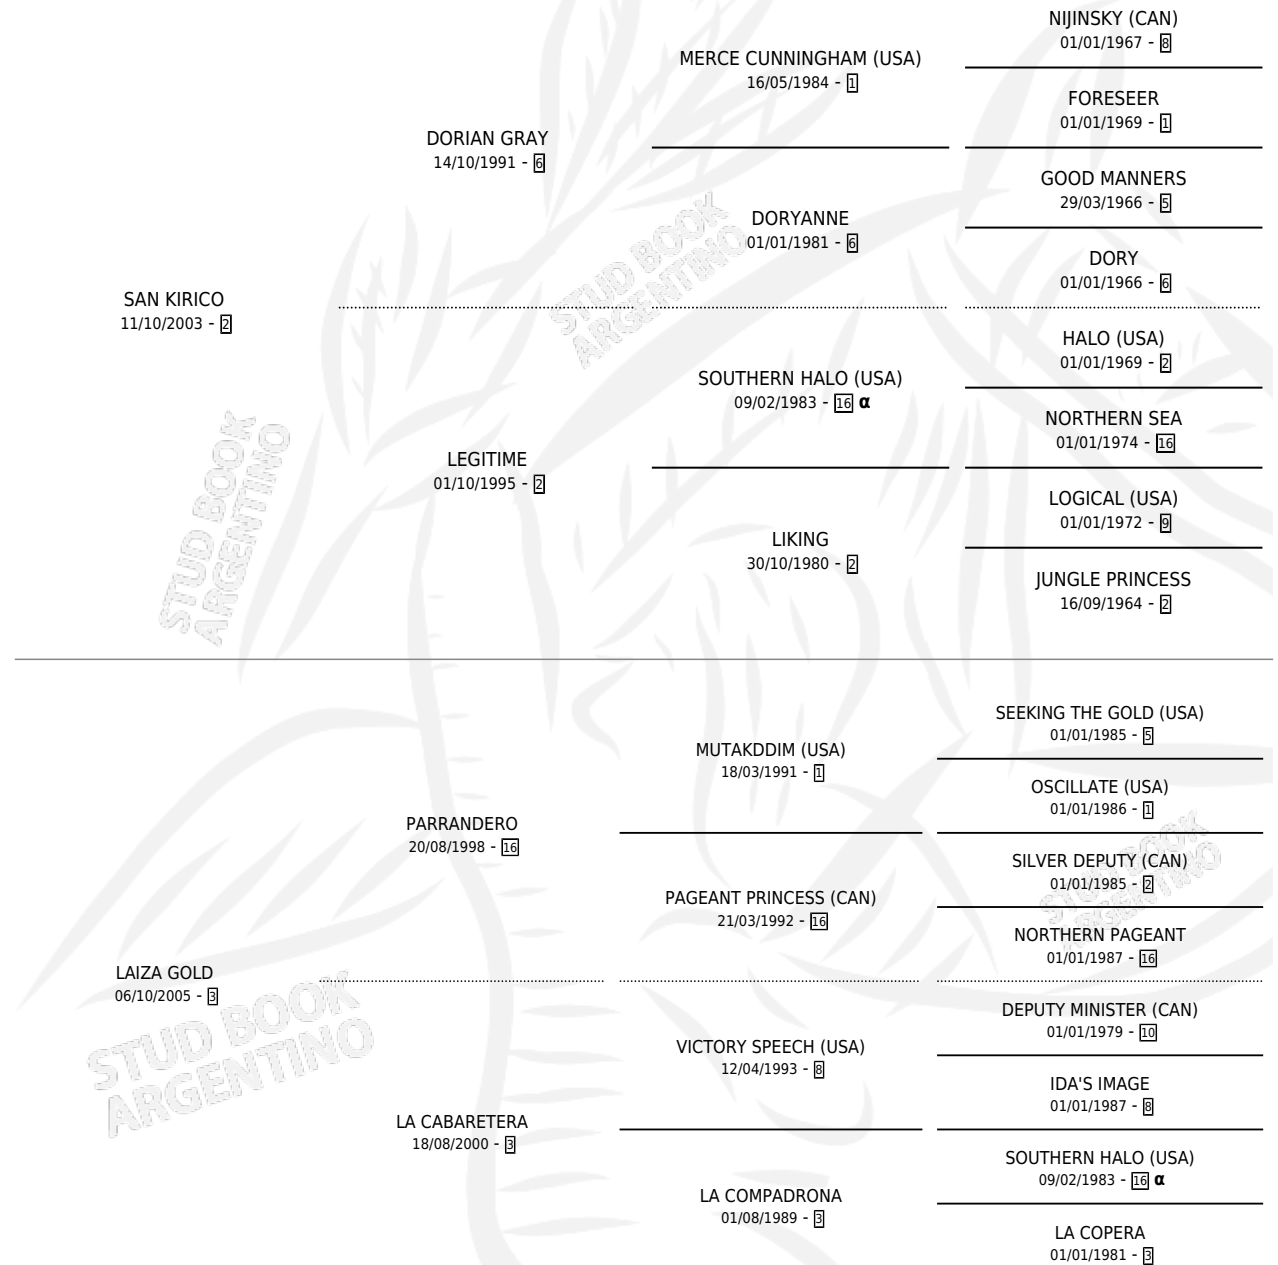 NIJINSKY (CAN)
01/01/1967 - 8
MERCE CUNNINGHAM (USA)
16/05/1984 - 1
FORESEER
01/01/1969 - 1
DORIAN GRAY
14/10/1991 - 6
GOOD MANNERS
29/03/1966 - 5
DORYANNE
01/01/1981 - 6
DORY
01/01/1966 - 6
SAN KIRICO
11/10/2003 - 2
HALO (USA)
01/01/1969 - 2
SOUTHERN HALO (USA)
09/02/1983 - 16 α
NORTHERN SEA
01/01/1974 - 16
LEGITIME
01/10/1995 - 2
LOGICAL (USA)
01/01/1972 - 9
LIKING
30/10/1980 - 2
JUNGLE PRINCESS
16/09/1964 - 2
SEEKING THE GOLD (USA)
01/01/1985 - 5
MUTAKDDIM (USA)
18/03/1991 - 1
OSCILLATE (USA)
01/01/1986 - 1
PARRANDERO
20/08/1998 - 16
SILVER DEPUTY (CAN)
01/01/1985 - 2
PAGEANT PRINCESS (CAN)
21/03/1992 - 16
NORTHERN PAGEANT
01/01/1987 - 16
LAIZA GOLD
06/10/2005 - 3
DEPUTY MINISTER (CAN)
01/01/1979 - 10
VICTORY SPEECH (USA)
12/04/1993 - 8
IDA'S IMAGE
01/01/1987 - 8
LA CABARETERA
18/08/2000 - 3
SOUTHERN HALO (USA)
09/02/1983 - 16 α
LA COMPADRONA
01/08/1989 - 3
LA COPERA
01/01/1981 - 3
STUD BOOK
ARGENTINO
STUD BOOK
ARGENTINO
STUD BOOK
ARGENTINO
STUD BOOK
ARGENTINO